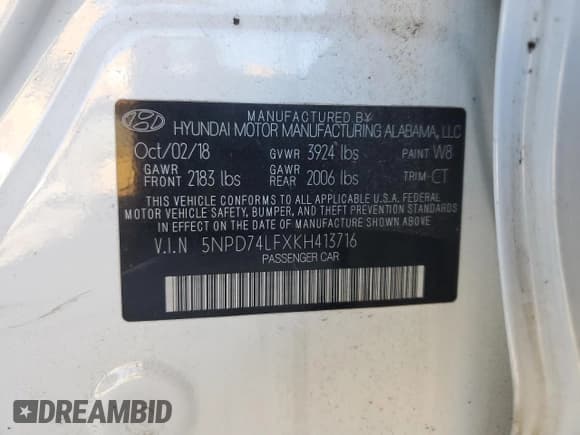 MANUFACTURED BY
HYUNDAI MOTOR MANUFACTURING ALABAMA, LLC
Oct/02/18 GVWR 3924 lbs PAINT W8
GAWR FRONT 2183 lbs GAWR REAR 2006 lbs TRIM CT
THIS VEHICLE CONFORMS TO ALL APPLICABLE U.S.A. FEDERAL
MOTOR VEHICLE SAFETY, BUMPER, AND THEFT PREVENTION STANDARDS
IN EFFECT ON THE DATE OF MANUFACTURE SHOWN ABOVE.
V.I.N 5NPD74LFXKH413716
PASSENGER CAR
DREAMBID